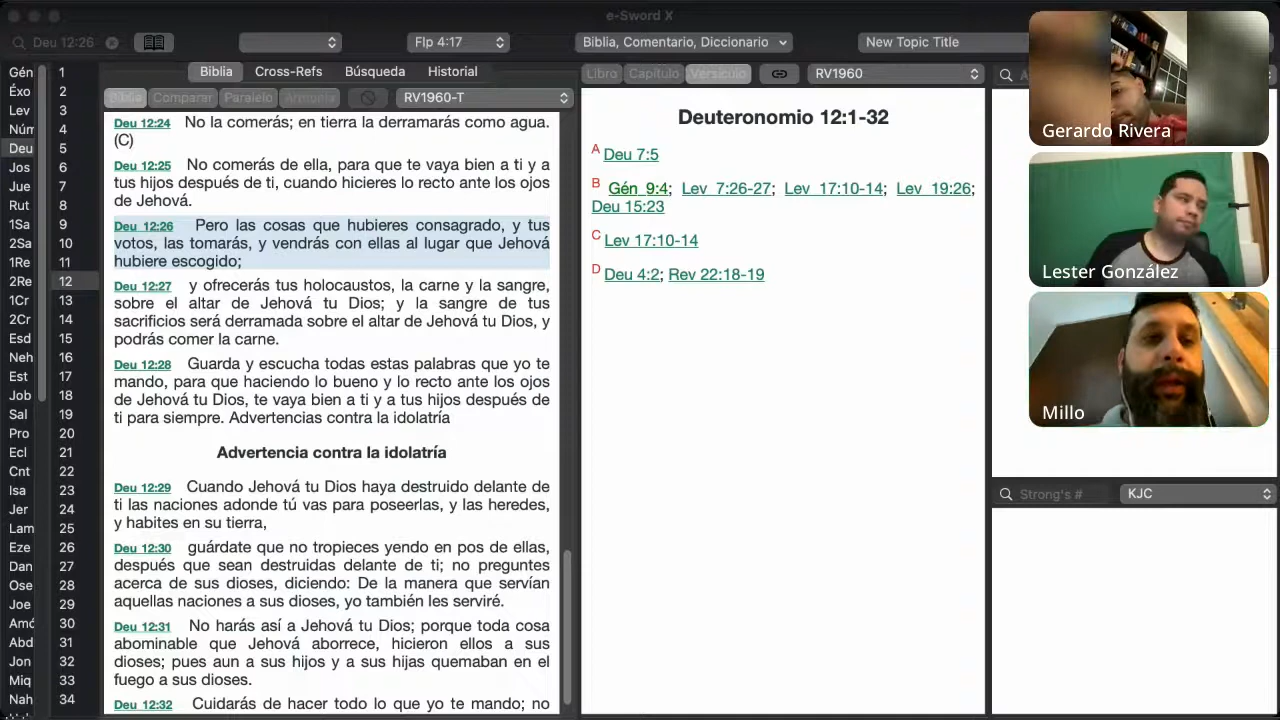 e-Sword X
Deu 12:26
Flp 4:17
Biblia, Comentario, Diccionario
New Topic Title
Biblia
Cross-Refs
Búsqueda
Historial
Biblia
Comparar
Paralelo
Armonía
RV1960-T
Libro
Capítulo
Versículo
RV1960
Gén
Éxo
Lev
Núm
Deu
Jos
Jue
Rut
1Sa
2Sa
1Re
2Re
1Cr
2Cr
Esd
Neh
Est
Job
Sal
Pro
Ecl
Cnt
Isa
Jer
Lam
Eze
Dan
Ose
Joe
Amó
Abd
Jon
Miq
Nah
1
2
3
4
5
6
7
8
9
10
11
12
13
14
15
16
17
18
19
20
21
22
23
24
25
26
27
28
29
30
31
32
33
34
Deu 12:24 No la comerás; en tierra la derramarás como agua.
(C)
Deu 12:25 No comerás de ella, para que te vaya bien a ti y a
tus hijos después de ti, cuando hicieres lo recto ante los ojos
de Jehová.
Deu 12:26 Pero las cosas que hubieres consagrado, y tus
votos, las tomarás, y vendrás con ellas al lugar que Jehová
hubiere escogido;
Deu 12:27 y ofrecerás tus holocaustos, la carne y la sangre,
sobre el altar de Jehová tu Dios; y la sangre de tus
sacrificios será derramada sobre el altar de Jehová tu Dios, y
podrás comer la carne.
Deu 12:28 Guarda y escucha todas estas palabras que yo te
mando, para que haciendo lo bueno y lo recto ante los ojos
de Jehová tu Dios, te vaya bien a ti y a tus hijos después de
ti para siempre. Advertencias contra la idolatría
Advertencia contra la idolatría
Deu 12:29 Cuando Jehová tu Dios haya destruido delante de
ti las naciones adonde tú vas para poseerlas, y las heredes,
y habites en su tierra,
Deu 12:30 guárdate que no tropieces yendo en pos de ellas,
después que sean destruidas delante de ti; no preguntes
acerca de sus dioses, diciendo: De la manera que servían
aquellas naciones a sus dioses, yo también les serviré.
Deu 12:31 No harás así a Jehová tu Dios; porque toda cosa
abominable que Jehová aborrece, hicieron ellos a sus
dioses; pues aun a sus hijos y a sus hijas quemaban en el
fuego a sus dioses.
Deu 12:32 Cuidarás de hacer todo lo que yo te mando; no
Deuteronomio 12:1-32
A Deu 7:5
B Gén 9:4; Lev 7:26-27; Lev 17:10-14; Lev 19:26;
Deu 15:23
C Lev 17:10-14
D Deu 4:2; Rev 22:18-19
Gerardo Rivera
Lester González
Millo
Strong's #
KJC